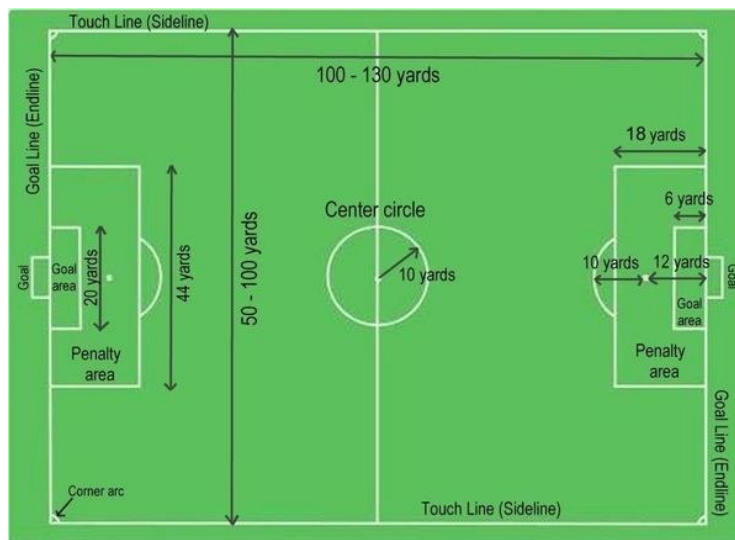 Touch Line (Sideline)
100 - 130 yards
Goal Line (Endline)
18 yards
6 yards
Center circle
10 yards
50 - 100 yards
44 yards
20 yards
Goal
Goal
area
10 yards
12 yards
Goal
Goal
area
Penalty
area
Penalty
area
Goal Line (Endline)
Corner arc
Touch Line (Sideline)